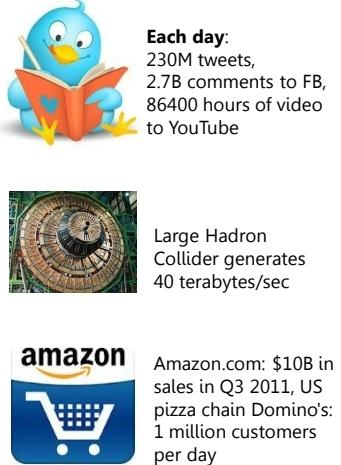 Each day:
230M tweets,
2.7B comments to FB,
86400 hours of video
to YouTube
Large Hadron
Collider generates
40 terabytes/sec
amazon
Amazon.com: $10B in
sales in Q3 2011, US
pizza chain Domino's:
1 million customers
per day